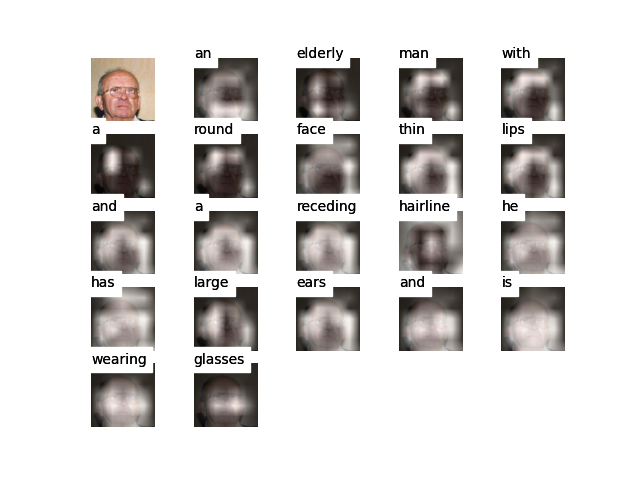 an elderly man with
a round face thin lips
and a receding hairline he
has large ears and is
wearing glasses